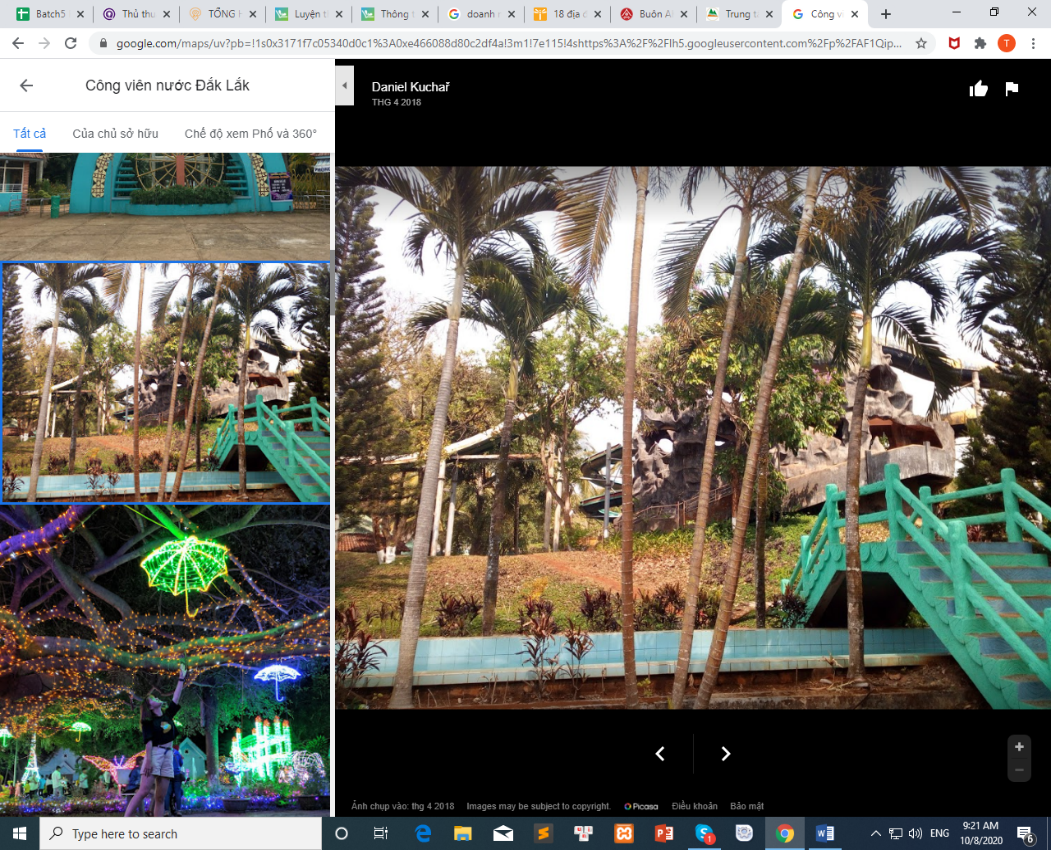 Batch5
Thủ thu
TỔNG
Luyện t
Thông t
doanh
18 địa
Buôn
Trung t
Công v
google.com/maps/uv?pb=!1s0x3171f7c05340d0c1%3A0xe466088d80c2df4a!3m1!7e115!4shttps%3A%2F%2Flh5.googleusercontent.com%2Fp%2FAF1Qip...
T
Công viên nước Đắk Lắk
Tất cả Của chủ sở hữu Chế độ xem Phố và 360°
Daniel Kuchař
THG 4 2018
Ảnh chụp vào: thg 4 2018 Images may be subject to copyright. Picasa Điều khoản Bảo mật
Type here to search
ENG
9:21 AM
10/8/2020
6